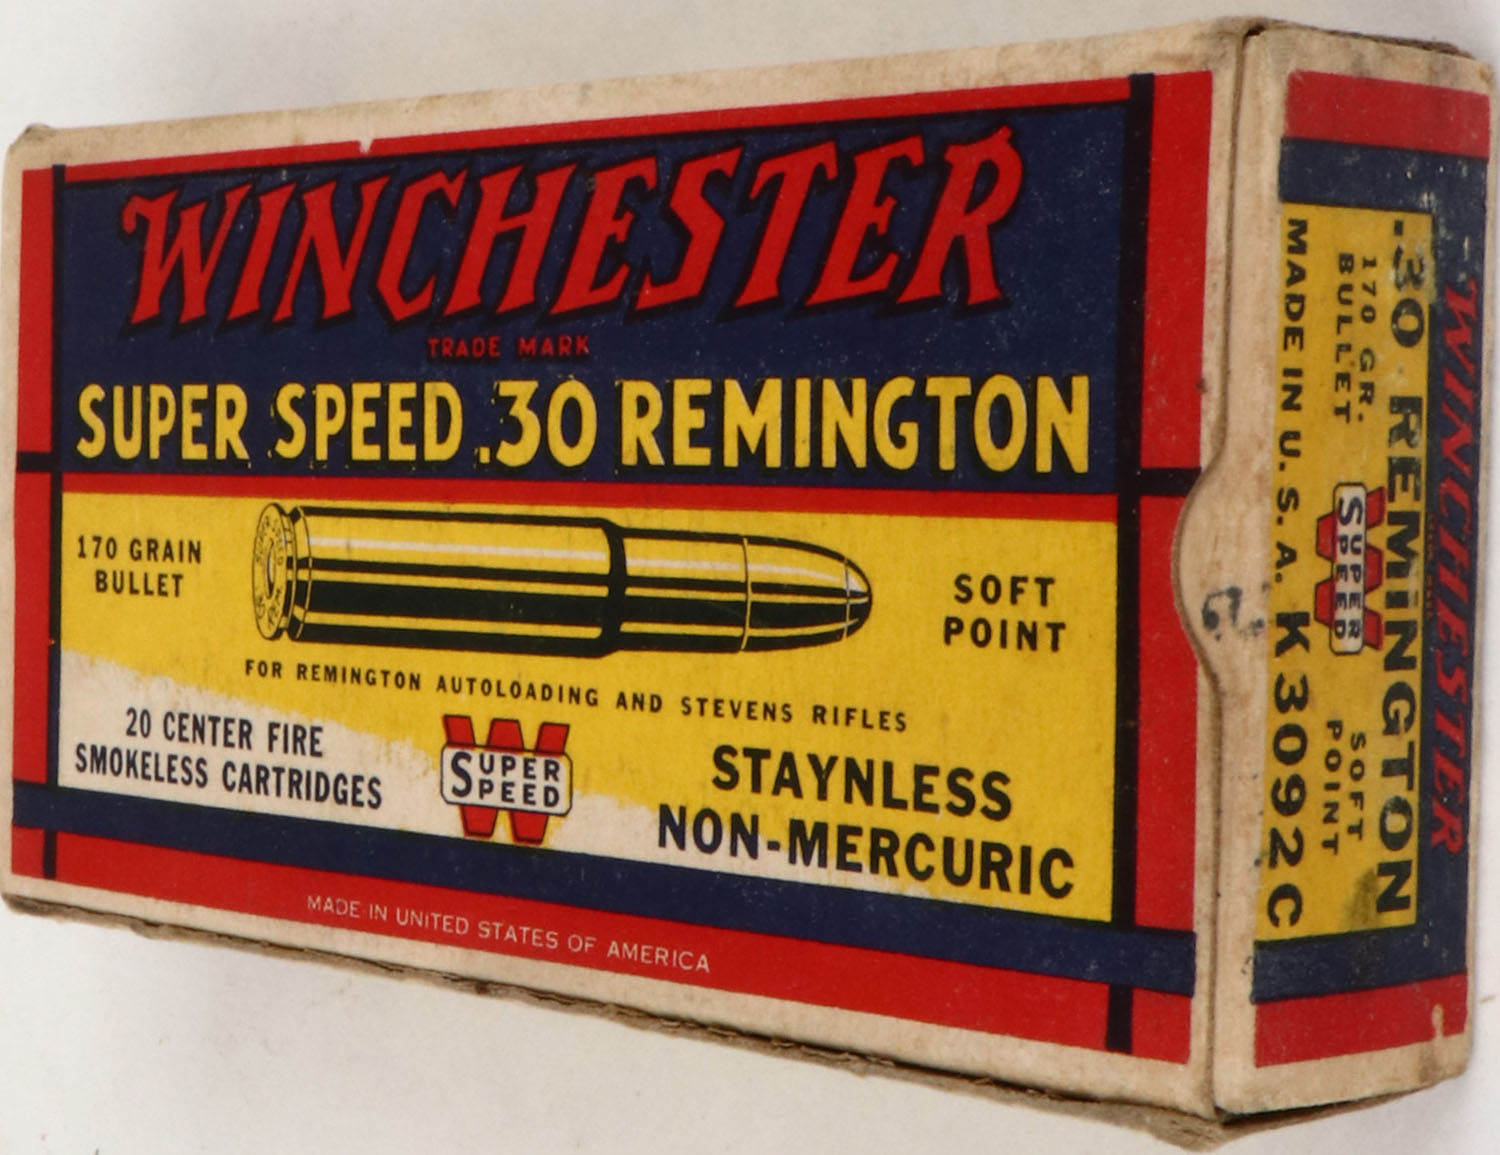 WINCHESTER
TRADE MARK
SUPER SPEED .30 REMINGTON
170 GRAIN
BULLET
SOFT
POINT
FOR REMINGTON AUTOLOADING AND STEVENS RIFLES
20 CENTER FIRE
SMOKELESS CARTRIDGES
SUPER
SPEED
STAYNLESS
NON-MERCURIC
MADE IN UNITED STATES OF AMERICA
67
WINCHESTER
.30 REMINGTON
170 GR.
BULLET
SUPER
SPEED
SOFT
POINT
MADE IN U.S.A. K3092C